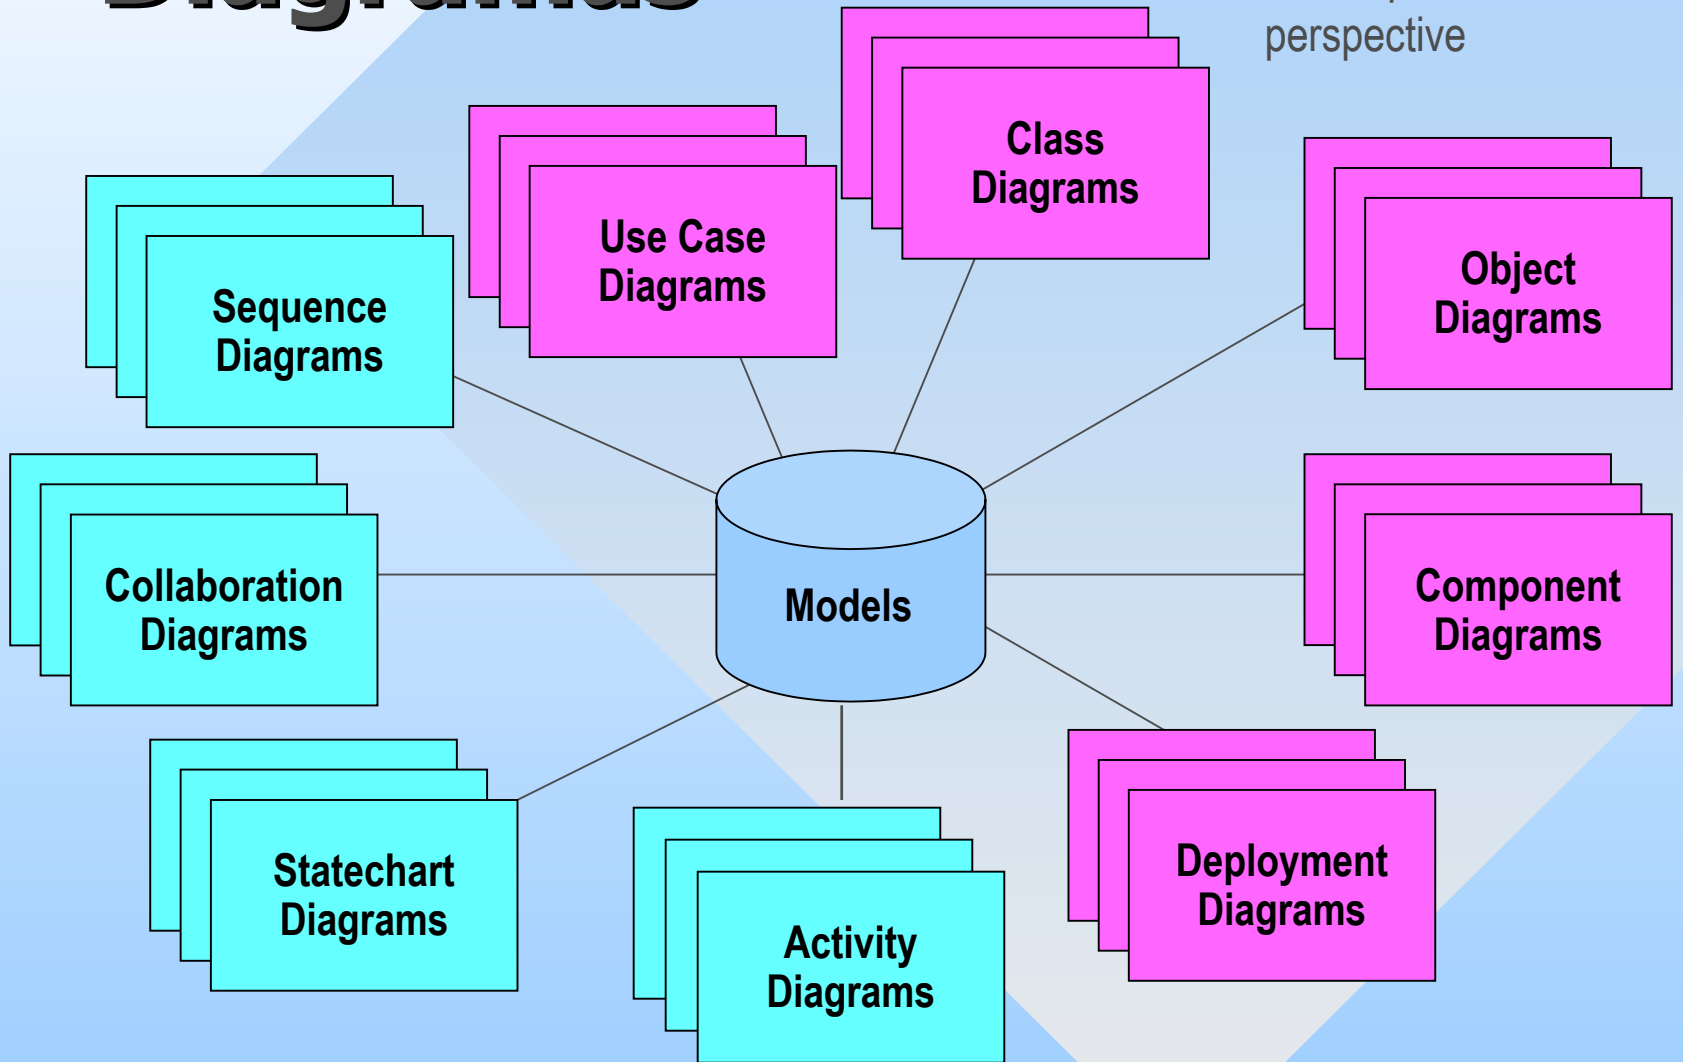 Diagramas
perspective
Class
Diagrams
Use Case
Diagrams
Object
Diagrams
Sequence
Diagrams
Collaboration
Diagrams
Models
Component
Diagrams
Statechart
Diagrams
Deployment
Diagrams
Activity
Diagrams